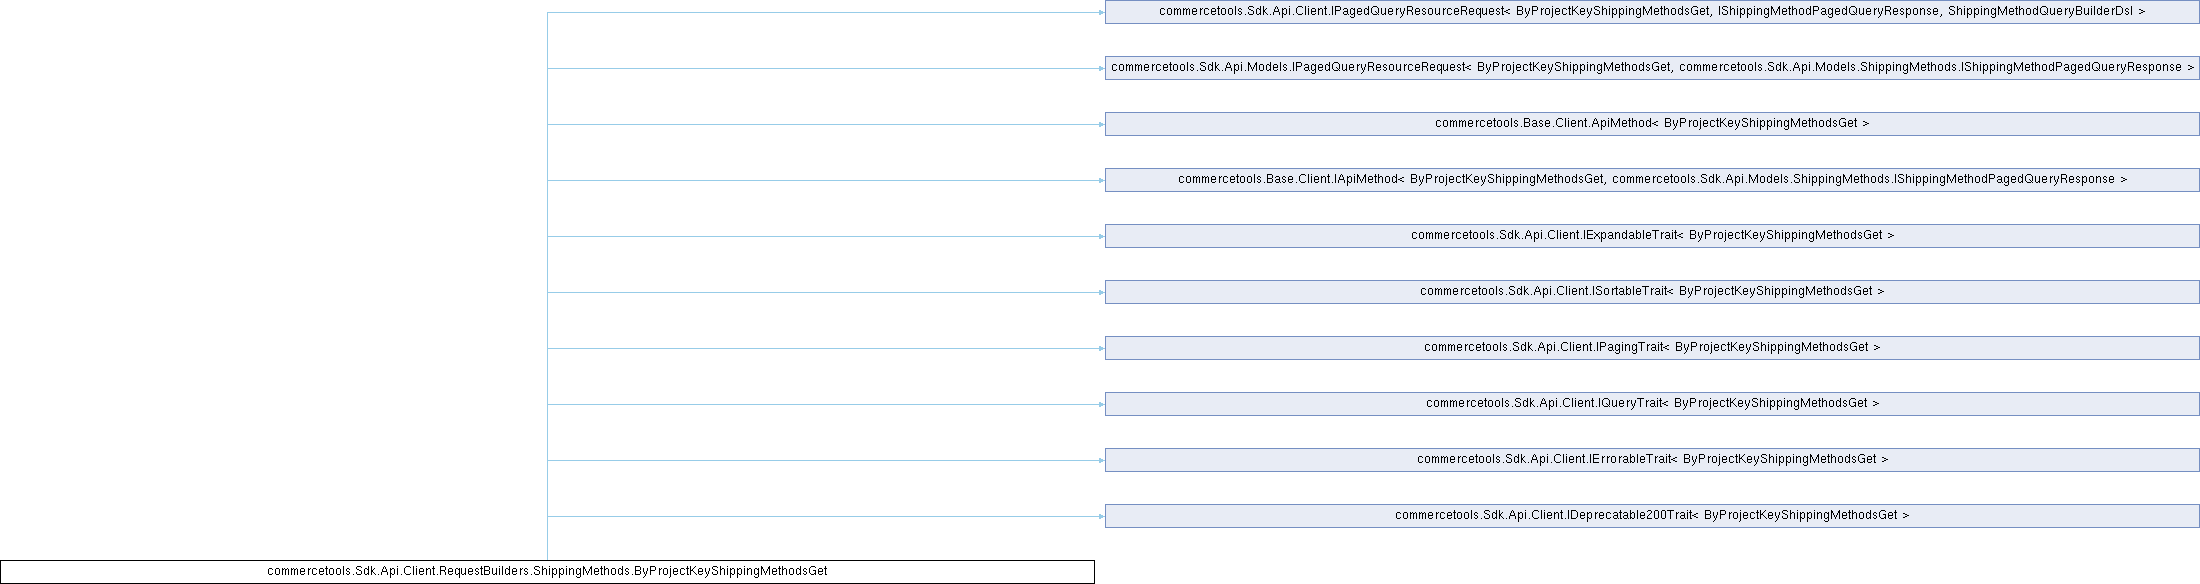 commercetools.Sdk.Api.Client.IPagedQueryResourceRequest< ByProjectKeyShippingMethodsGet, IShippingMethodPagedQueryResponse, ShippingMethodQueryBuilderDsl >
commercetools.Sdk.Api.Models.IPagedQueryResourceRequest< ByProjectKeyShippingMethodsGet, commercetools.Sdk.Api.Models.ShippingMethods.IShippingMethodPagedQueryResponse >
commercetools.Base.Client.ApiMethod< ByProjectKeyShippingMethodsGet >
commercetools.Base.Client.IApiMethod< ByProjectKeyShippingMethodsGet, commercetools.Sdk.Api.Models.ShippingMethods.IShippingMethodPagedQueryResponse >
commercetools.Sdk.Api.Client.IExpandableTrait< ByProjectKeyShippingMethodsGet >
commercetools.Sdk.Api.Client.ISortableTrait< ByProjectKeyShippingMethodsGet >
commercetools.Sdk.Api.Client.IPagingTrait< ByProjectKeyShippingMethodsGet >
commercetools.Sdk.Api.Client.IQueryTrait< ByProjectKeyShippingMethodsGet >
commercetools.Sdk.Api.Client.IErrorableTrait< ByProjectKeyShippingMethodsGet >
commercetools.Sdk.Api.Client.IDeprecatable200Trait< ByProjectKeyShippingMethodsGet >
commercetools.Sdk.Api.Client.RequestBuilders.ShippingMethods.ByProjectKeyShippingMethodsGet